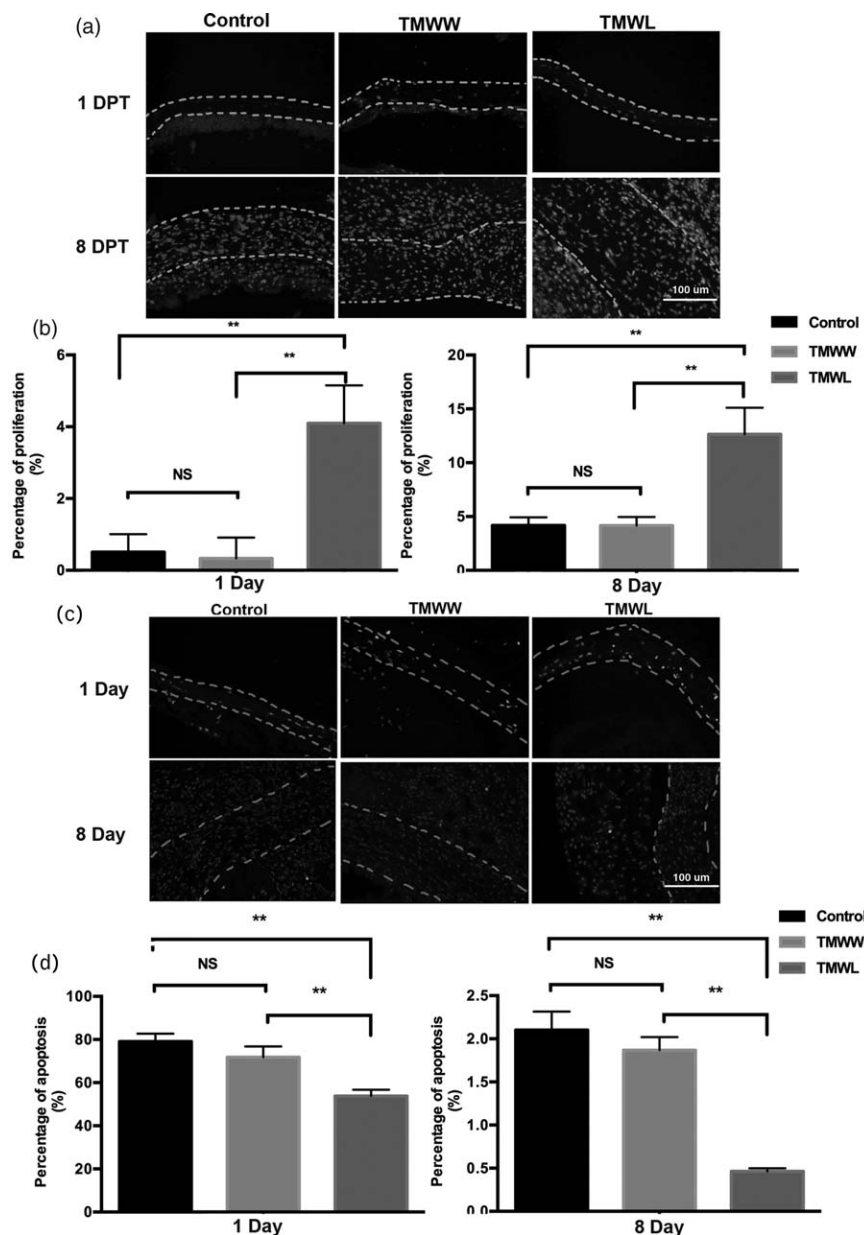 (a)
Control TMWW TMWL
1 DPT
8 DPT
100 um
(b)
** 
**
NS
Percentage of proliferation
(%)
6
4
2
0
1 Day
**
**
NS
Percentage of proliferation
(%)
20
15
10
5
0
8 Day
Control
TMWW
TMWL
(c)
Control TMWW TMWL
1 Day
8 Day
100 um
(d)
**
NS
**
Percentage of apoptosis
(%)
100
80
60
40
20
0
1 Day
**
NS
**
Percentage of apoptosis
(%)
2.5
2.0
1.5
1.0
0.5
0.0
8 Day
Control
TMWW
TMWL